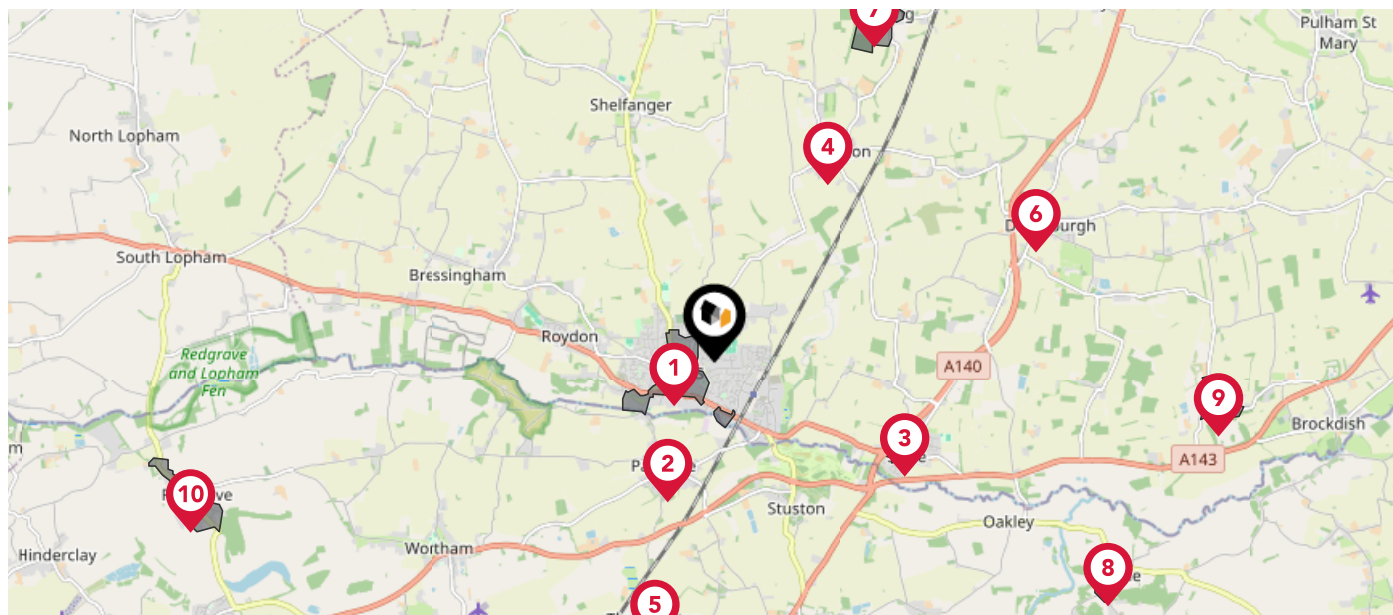 7
Pulham St
Mary
Shelfanger
North Lopham
4
6
South Lopham
Bressingham
Roydon
Redgrave
and Lopham
Fen
1
A140
9
Brockdish
3
2
A143
10
Stuston
Oakley
Hinderclay
Wortham
8
5